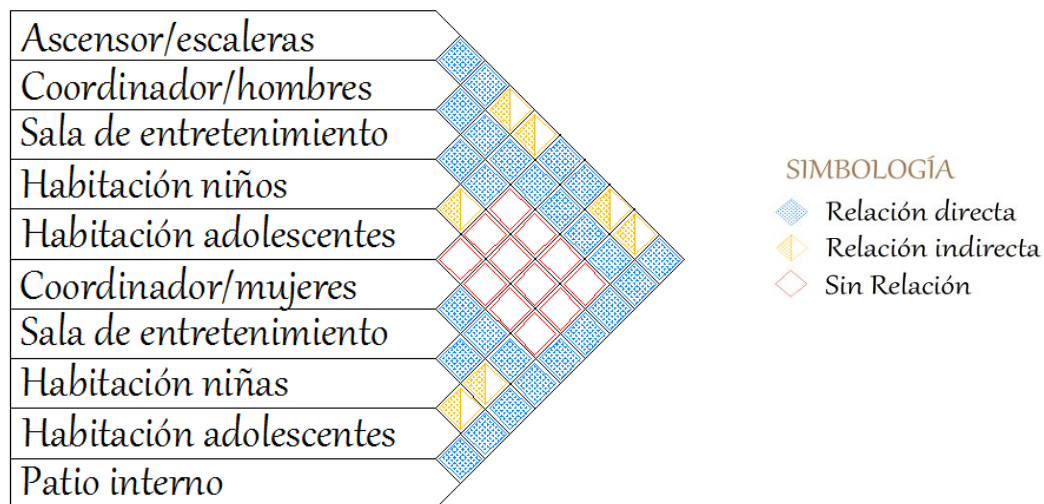 Ascensor/escaleras
Coordinador/hombres
Sala de entretenimiento
Habitación niños
Habitación adolescentes
Coordinador/mujeres
Sala de entretenimiento
Habitación niñas
Habitación adolescentes
Patio interno
SIMBOLOGÍA
Relación directa
Relación indirecta
Sin Relación